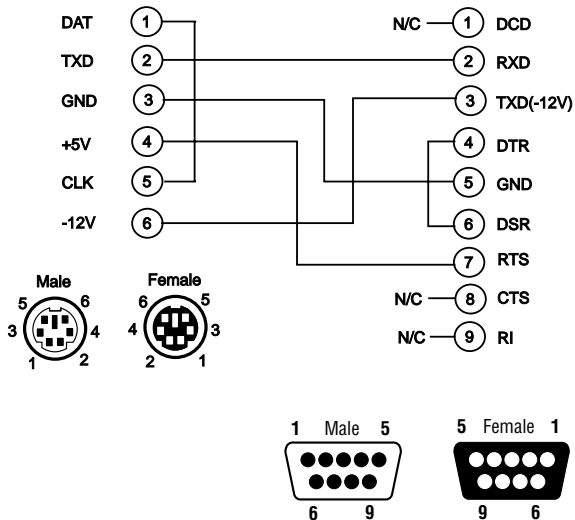 DAT 1 N/C 1 DCD
TXD 2 2 RXD
GND 3 3 TXD(-12V)
+5V 4 4 DTR
CLK 5 5 GND
-12V 6 6 DSR
7 RTS
N/C 8 CTS
N/C 9 RI
Male Female
5 6 6 5
3 4 4 3
1 2 2 1
1 Male 5 5 Female 1
6 9 9 6